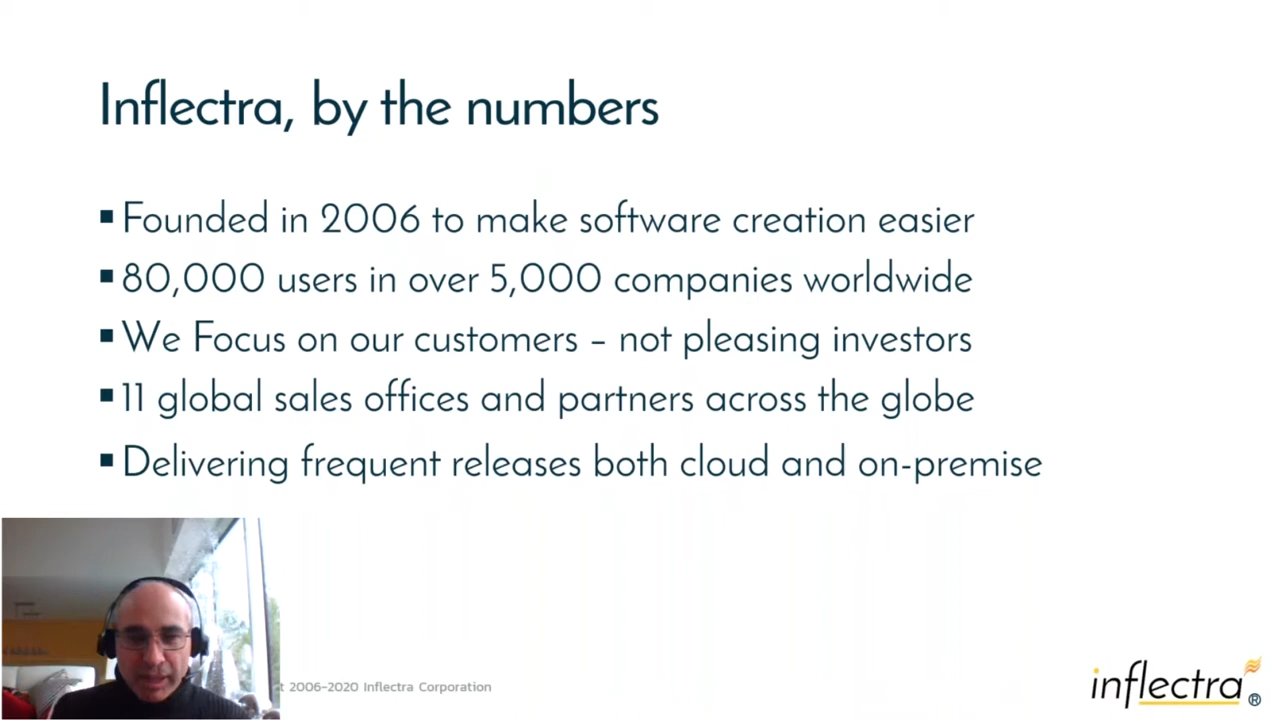 Inflectra, by the numbers
▪ Founded in 2006 to make software creation easier
▪ 80,000 users in over 5,000 companies worldwide
▪ We Focus on our customers – not pleasing investors
▪ 11 global sales offices and partners across the globe
▪ Delivering frequent releases both cloud and on-premise
t 2006-2020 Inflectra Corporation
inflectra®